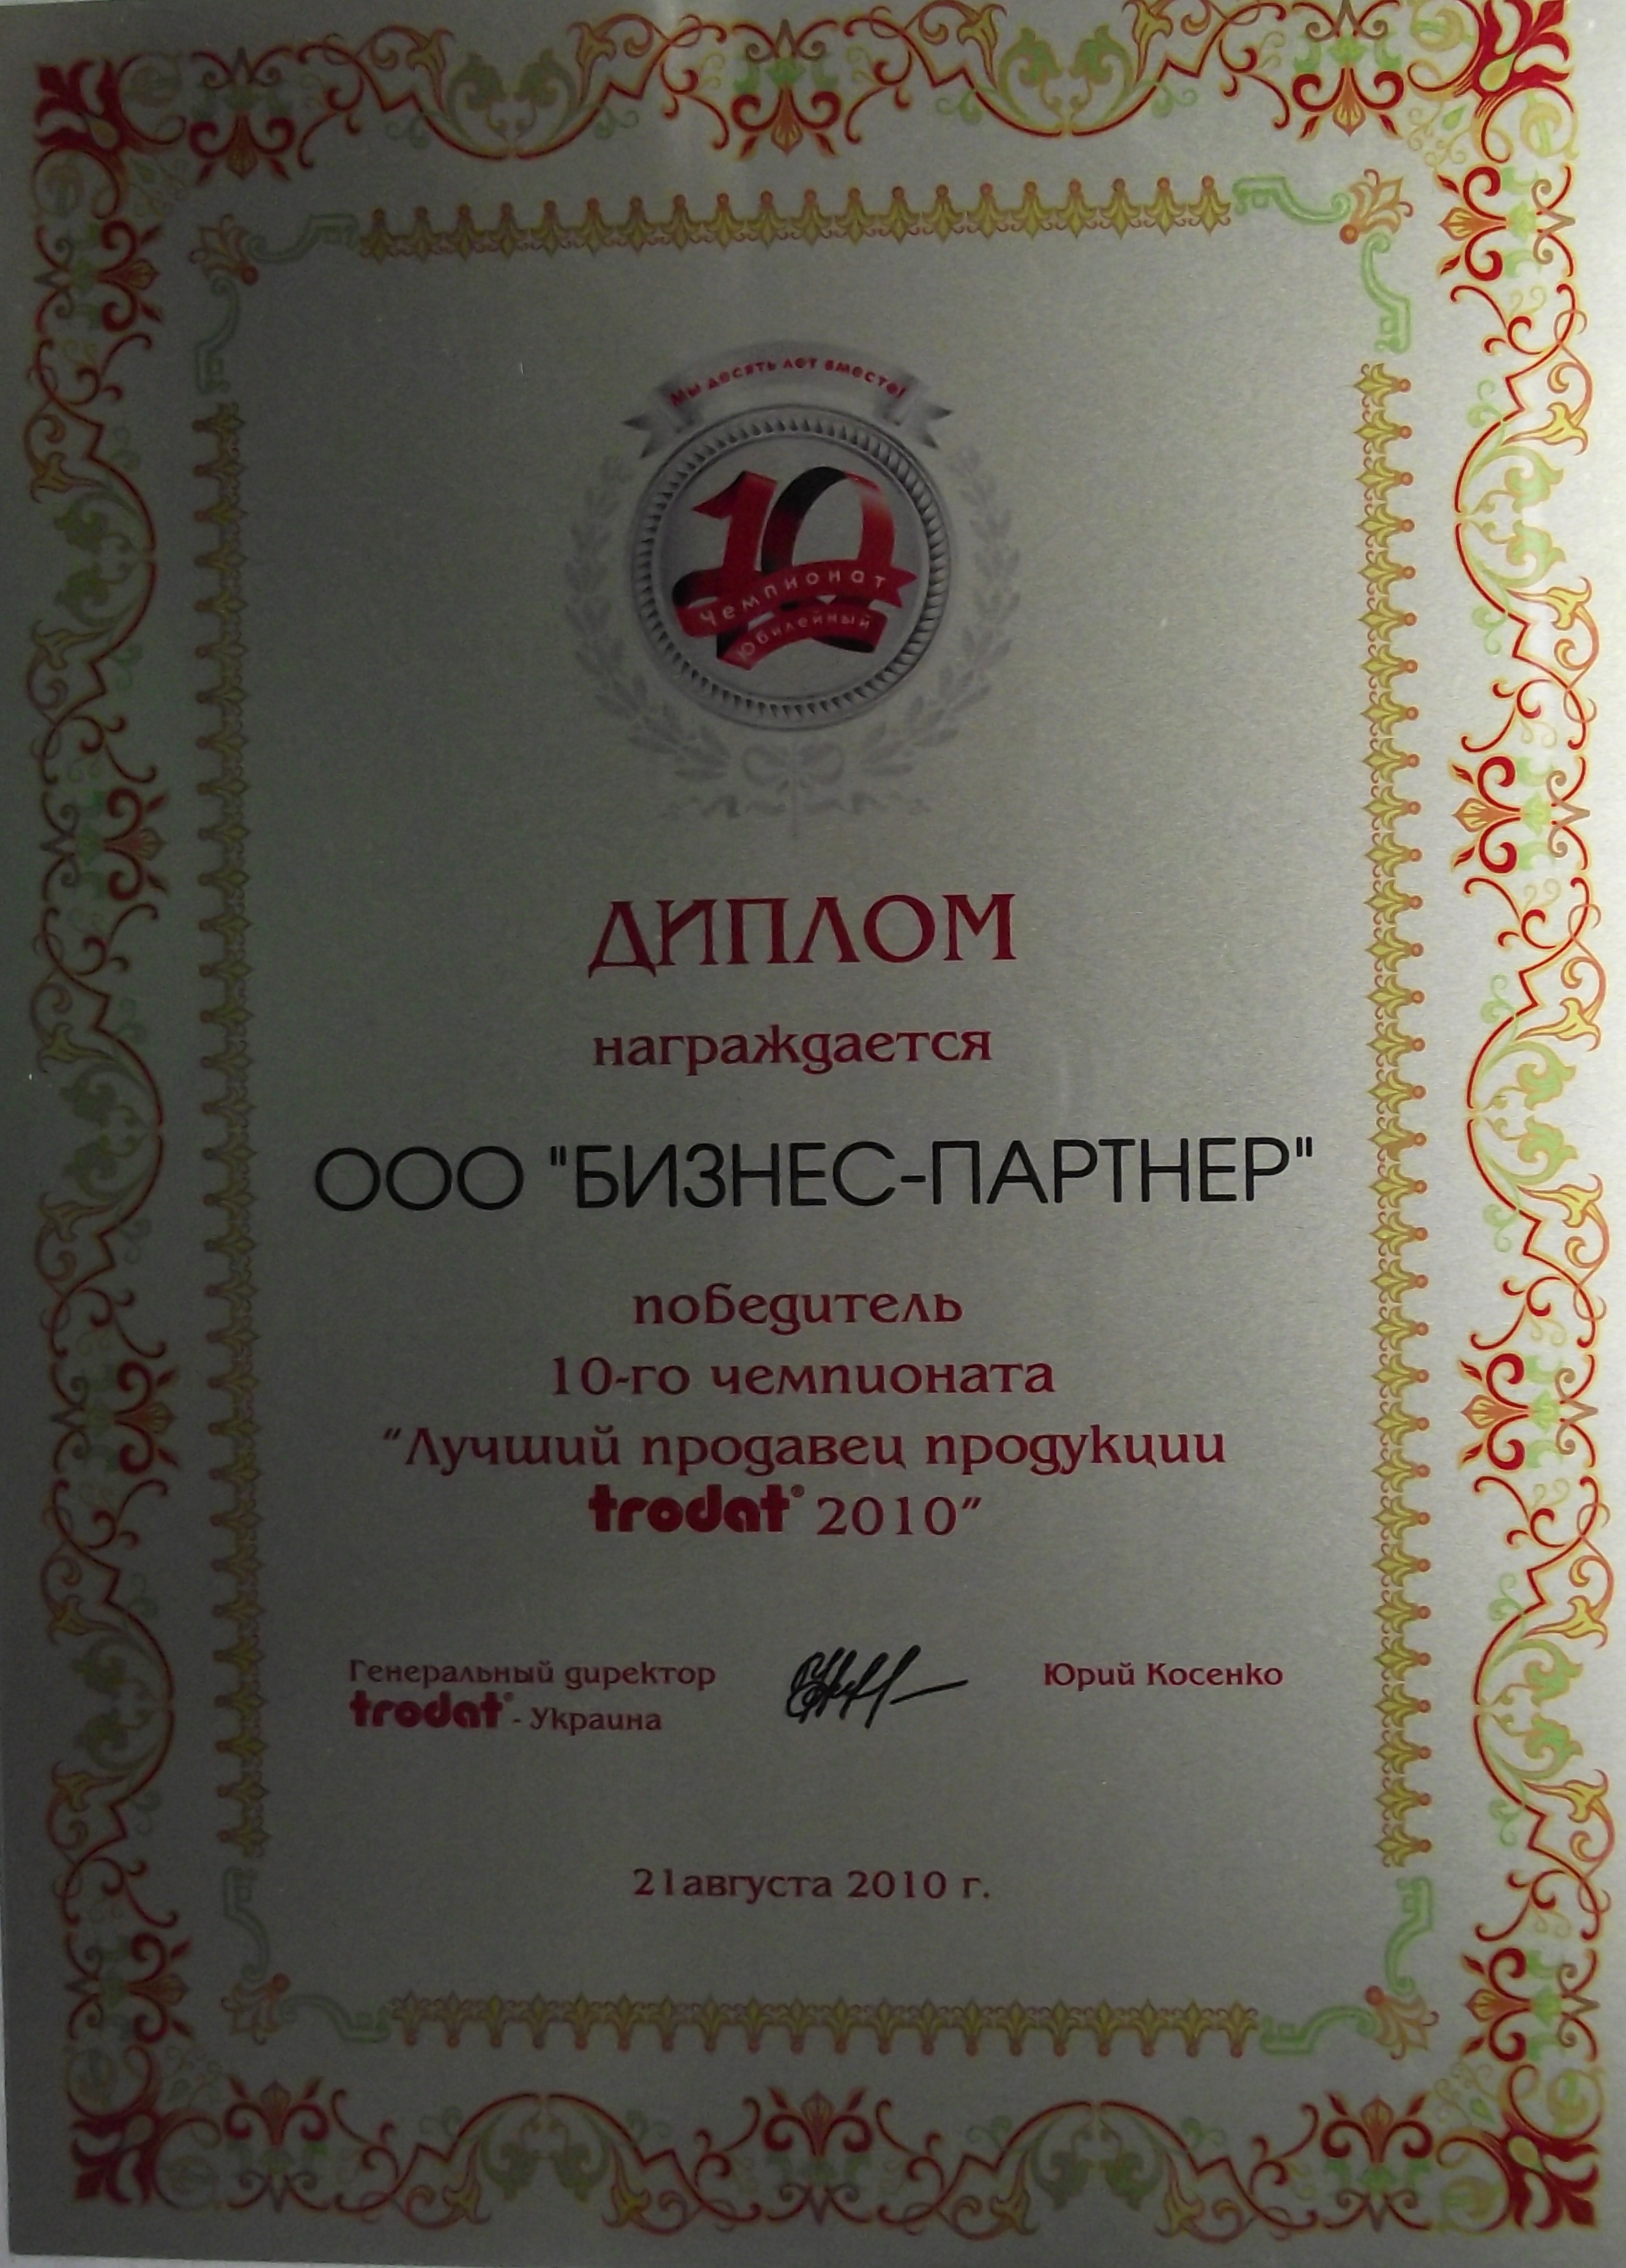 Мы десять лет вместе!
10
Чемпионат
Юбилейный
ДИПЛОМ
награждается
ООО "БИЗНЕС-ПАРТНЕР"
победитель
10-го чемпионата
"Лучший продавец продукции
trodat® 2010"
Генеральный директор
trodat® - Украина
Юрий Косенко
21августа 2010 г.